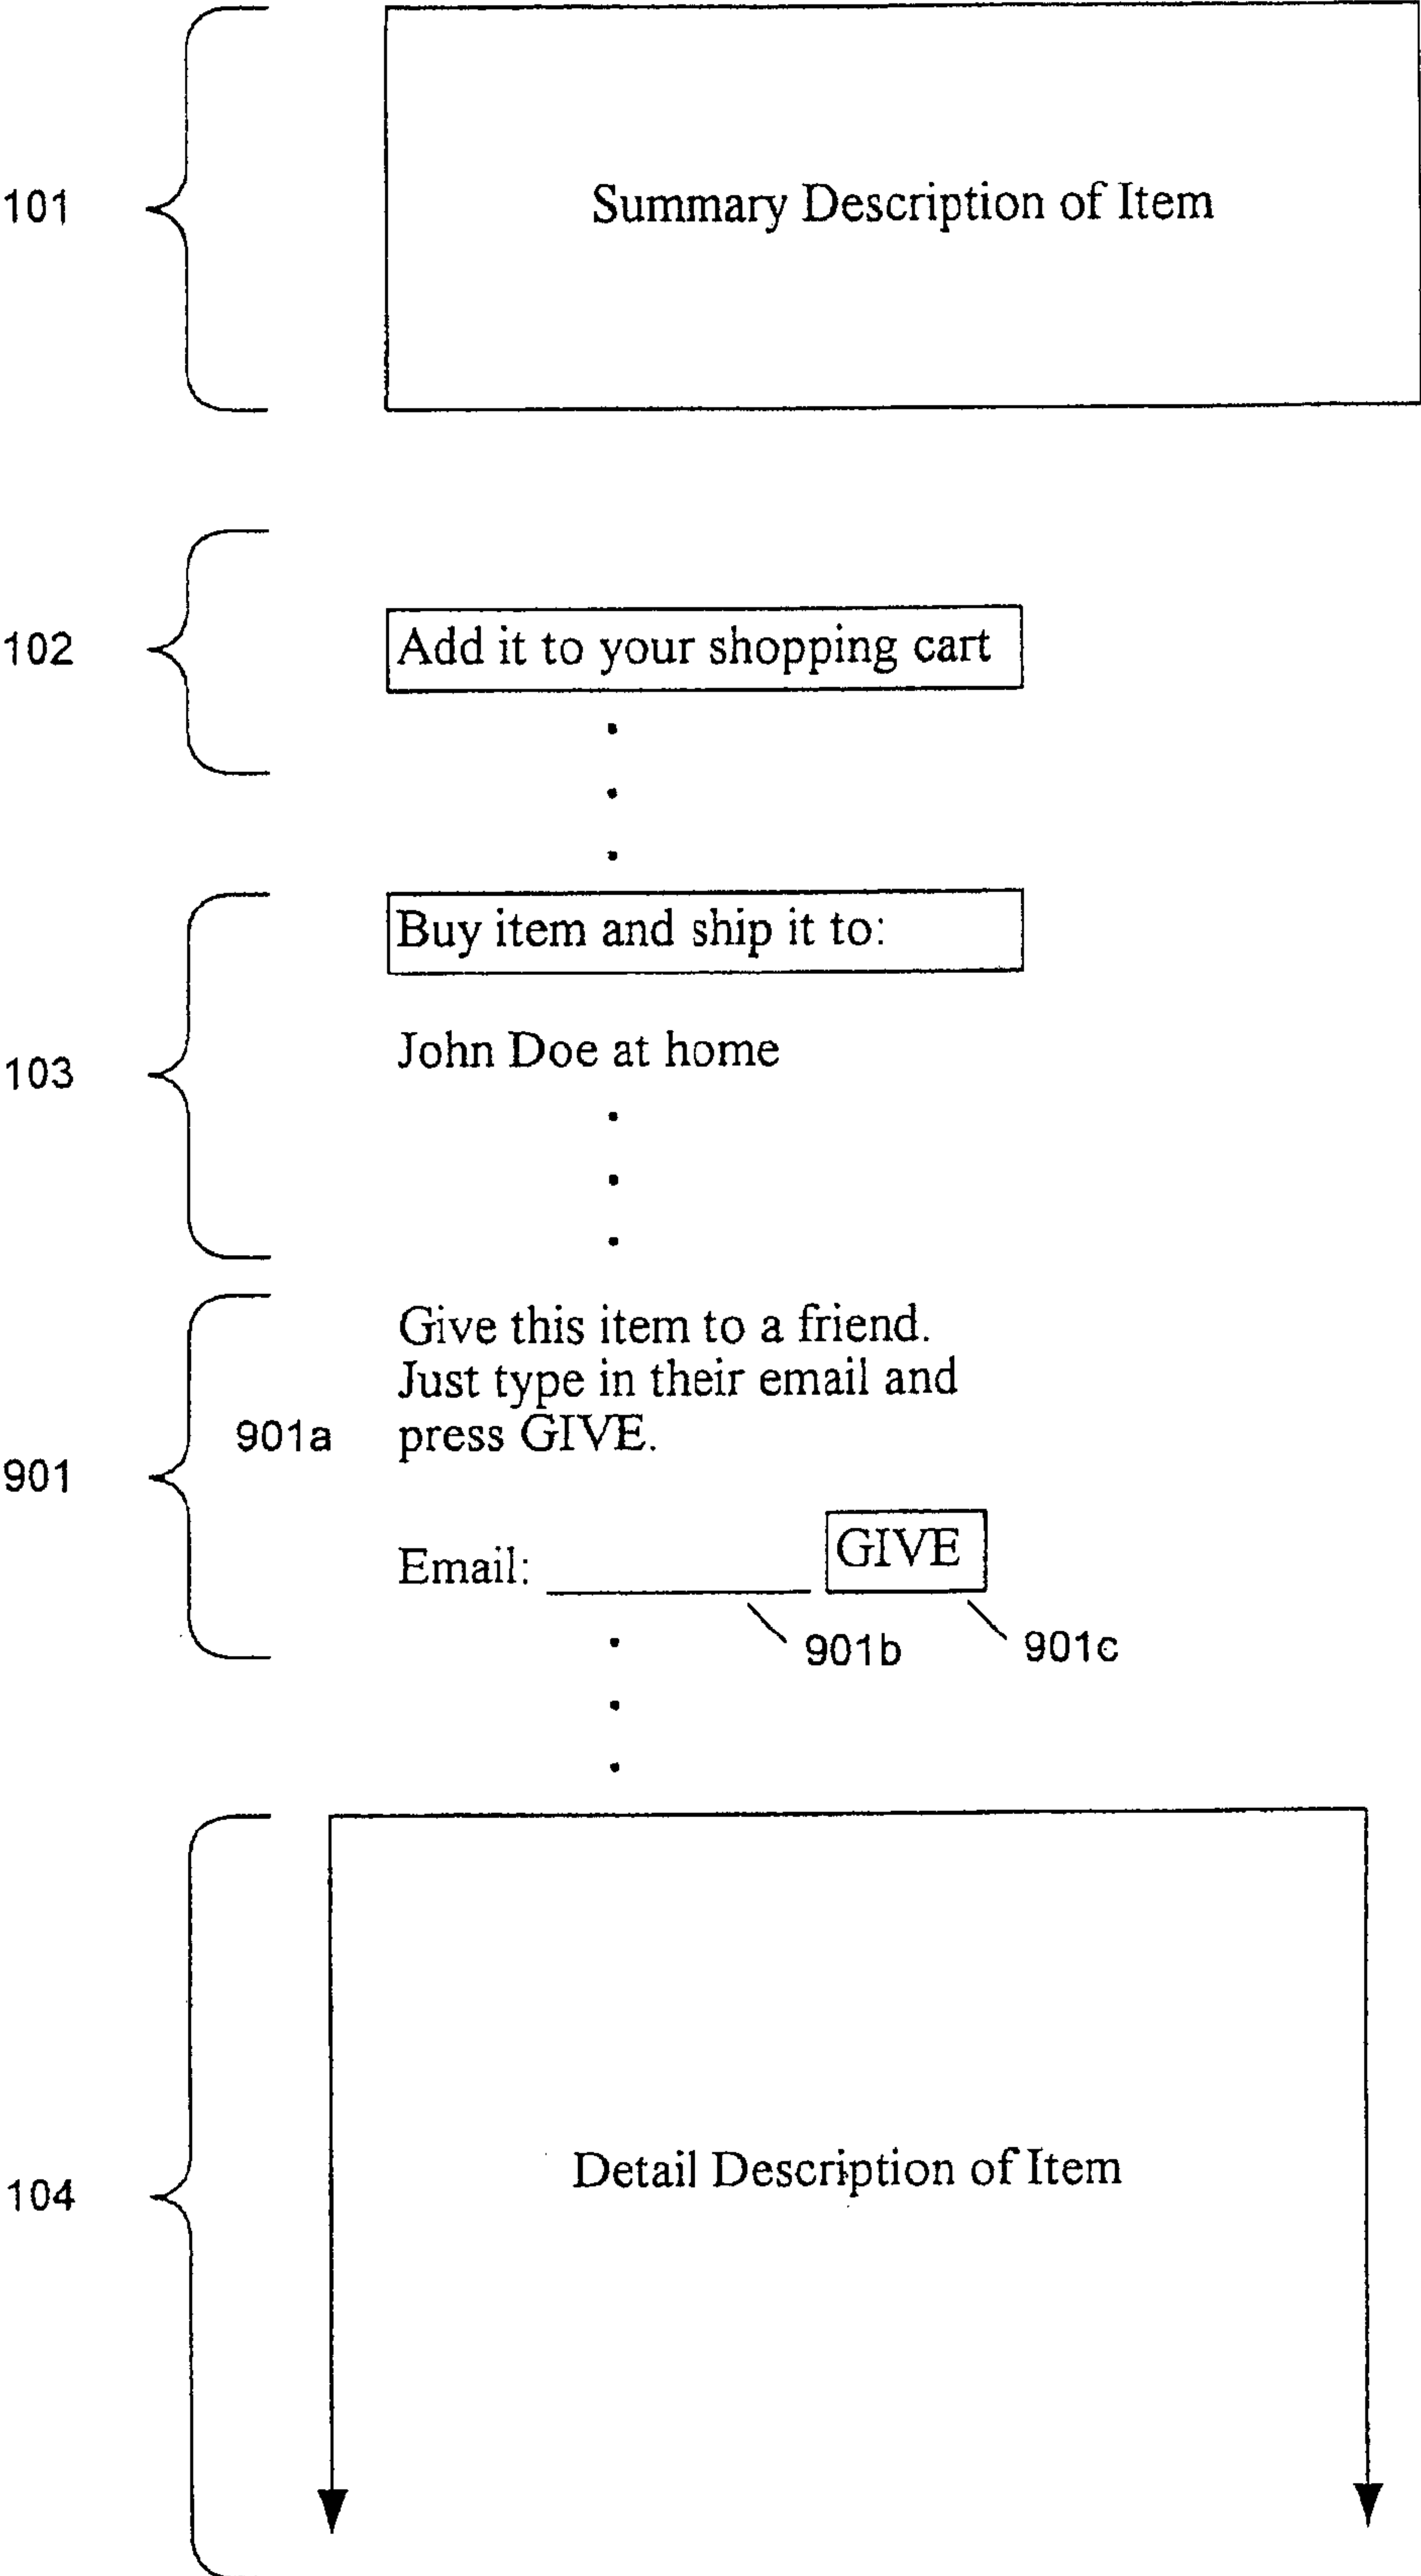 101
Summary Description of Item
102
Add it to your shopping cart
103
Buy item and ship it to:
John Doe at home
901
901a
Give this item to a friend.
Just type in their email and
press GIVE.
Email:
GIVE
901b
901c
104
Detail Description of Item